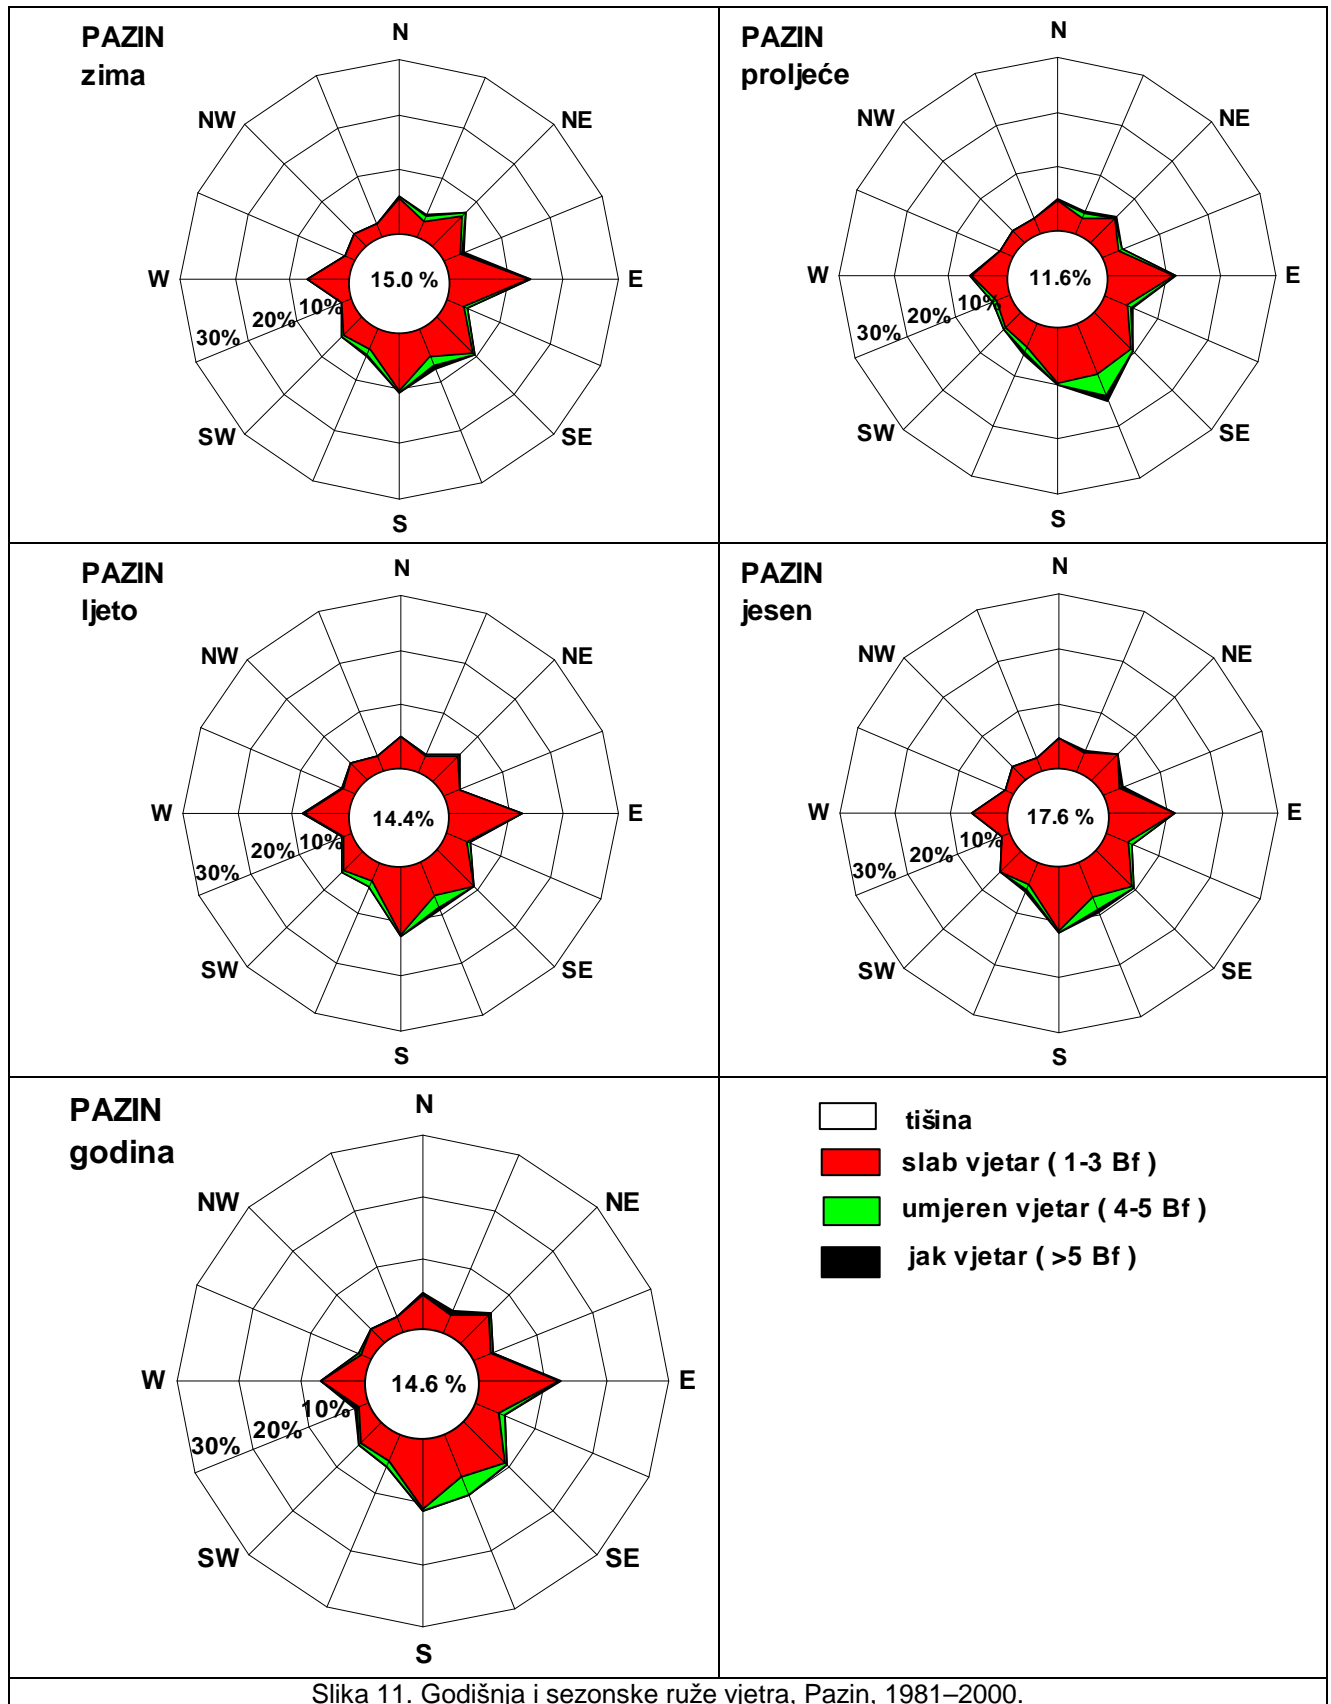 PAZIN
zima
N
NW
NE
W
15.0 %
E
10%
20%
30%
SW
SE
S
PAZIN
proljeće
N
NW
NE
W
11.6%
E
10%
20%
30%
SW
SE
S
PAZIN
ljeto
N
NW
NE
W
14.4%
E
10%
20%
30%
SW
SE
S
PAZIN
jesen
N
NW
NE
W
17.6 %
E
10%
20%
30%
SW
SE
S
PAZIN
godina
N
NW
NE
W
14.6 %
E
10%
20%
30%
SW
SE
S
tišina
slab vjetar ( 1-3 Bf )
umjeren vjetar ( 4-5 Bf )
jak vjetar ( >5 Bf )
Slika 11. Godišnja i sezonske ruže vjetra, Pazin, 1981–2000.